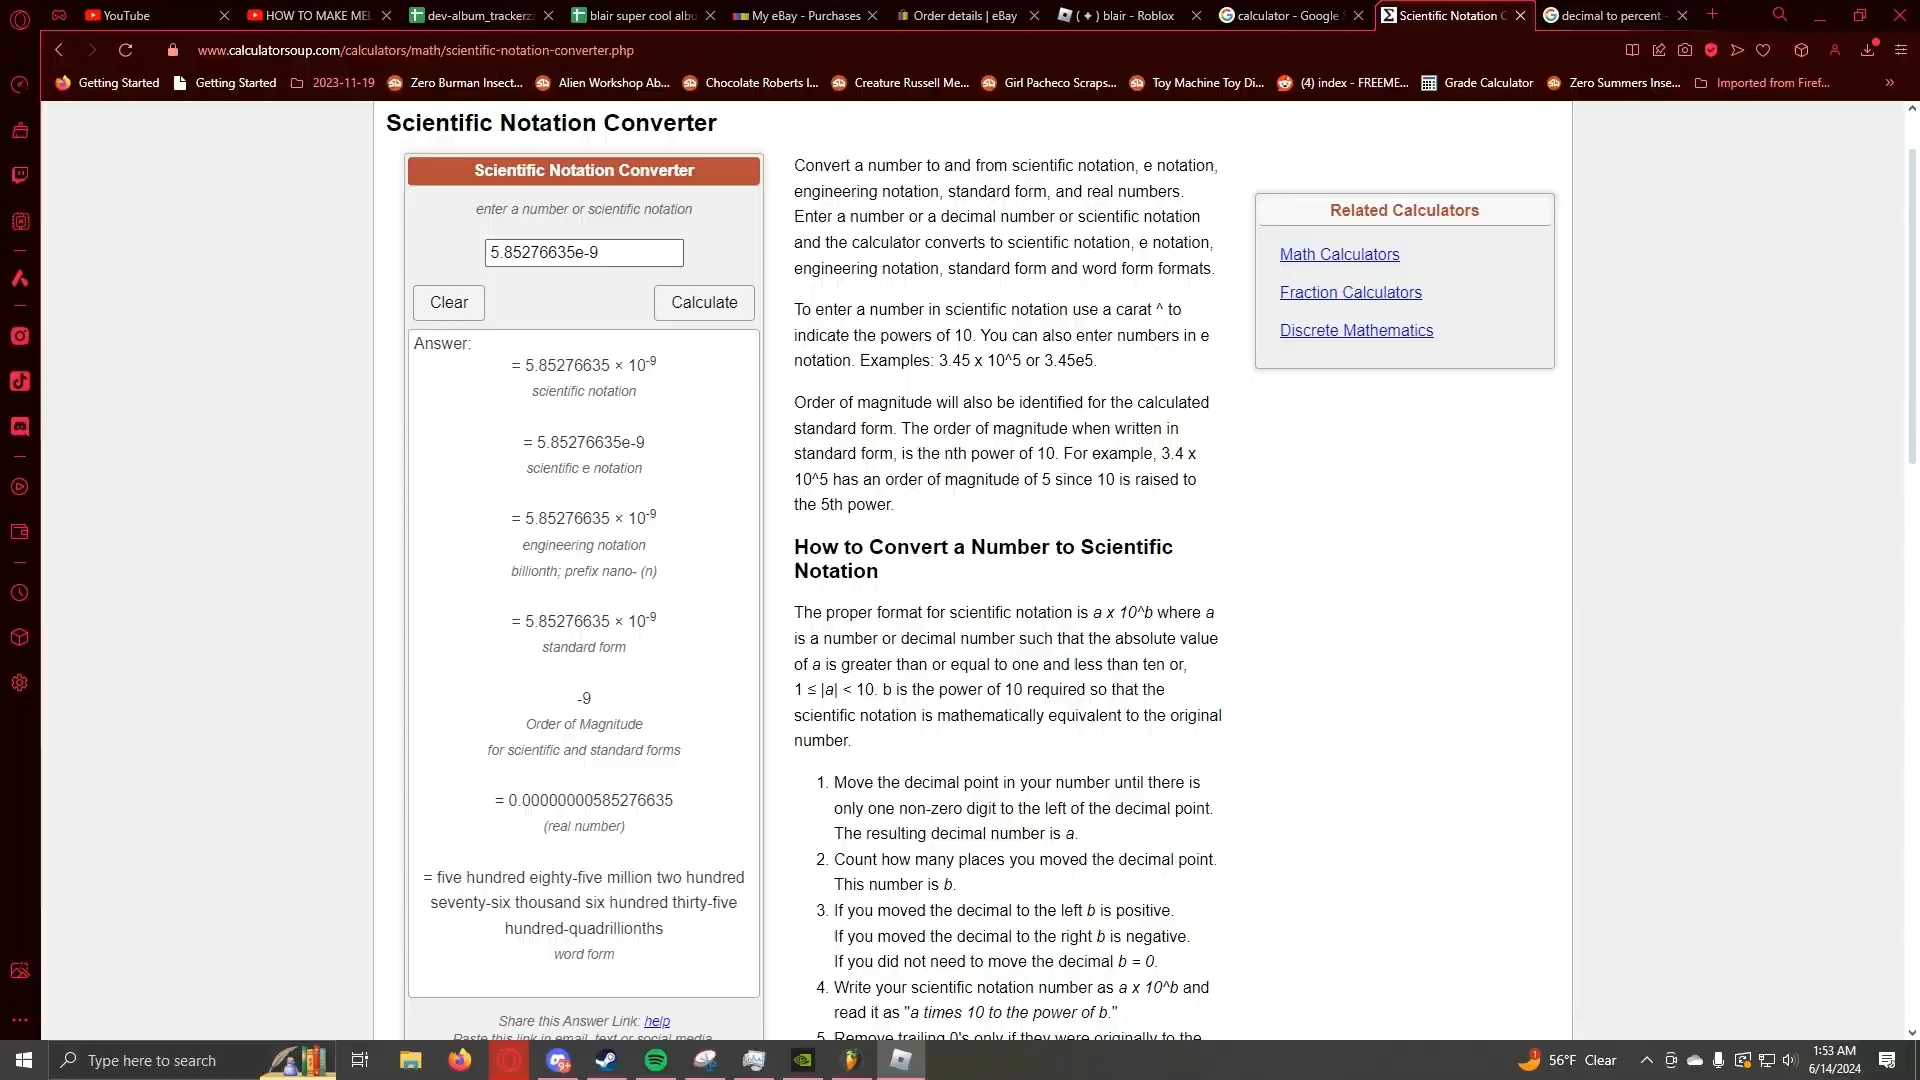 YouTube
HOW TO MAKE MEL
dev-album_trackerzz
blair super cool albu
My eBay - Purchases
Order details | eBay
( ✦ ) blair - Roblox
calculator - Google
Scientific Notation C
decimal to percent -
www.calculatorsoup.com/calculators/math/scientific-notation-converter.php
Getting Started
Getting Started
2023-11-19
Zero Burman Insect...
Alien Workshop Ab...
Chocolate Roberts I...
Creature Russell Me...
Girl Pacheco Scraps...
Toy Machine Toy Di...
(4) index - FREEME...
Grade Calculator
Zero Summers Inse...
Imported from Firef...
Scientific Notation Converter
Scientific Notation Converter
enter a number or scientific notation
5.85276635e-9
Clear
Calculate
Answer:
= 5.85276635 × 10-9
scientific notation
= 5.85276635e-9
scientific e notation
= 5.85276635 × 10-9
engineering notation
billionth; prefix nano- (n)
= 5.85276635 × 10-9
standard form
-9
Order of Magnitude
for scientific and standard forms
= 0.00000000585276635
(real number)
= five hundred eighty-five million two hundred
seventy-six thousand six hundred thirty-five
hundred-quadrillionths
word form
Share this Answer Link: help
Paste this link in email, text or social media.
Convert a number to and from scientific notation, e notation,
engineering notation, standard form, and real numbers.
Enter a number or a decimal number or scientific notation
and the calculator converts to scientific notation, e notation,
engineering notation, standard form and word form formats.
To enter a number in scientific notation use a carat ^ to
indicate the powers of 10. You can also enter numbers in e
notation. Examples: 3.45 x 10^5 or 3.45e5.
Order of magnitude will also be identified for the calculated
standard form. The order of magnitude when written in
standard form, is the nth power of 10. For example, 3.4 x
10^5 has an order of magnitude of 5 since 10 is raised to
the 5th power.
How to Convert a Number to Scientific
Notation
The proper format for scientific notation is a x 10^b where a
is a number or decimal number such that the absolute value
of a is greater than or equal to one and less than ten or,
1 ≤ |a| < 10. b is the power of 10 required so that the
scientific notation is mathematically equivalent to the original
number.
1. Move the decimal point in your number until there is
only one non-zero digit to the left of the decimal point.
The resulting decimal number is a.
2. Count how many places you moved the decimal point.
This number is b.
3. If you moved the decimal to the left b is positive.
If you moved the decimal to the right b is negative.
If you did not need to move the decimal b = 0.
4. Write your scientific notation number as a x 10^b and
read it as "a times 10 to the power of b."
5. Remove trailing 0's only if they were originally to the
Related Calculators
Math Calculators
Fraction Calculators
Discrete Mathematics
Type here to search
9+
56°F Clear
1:53 AM
6/14/2024